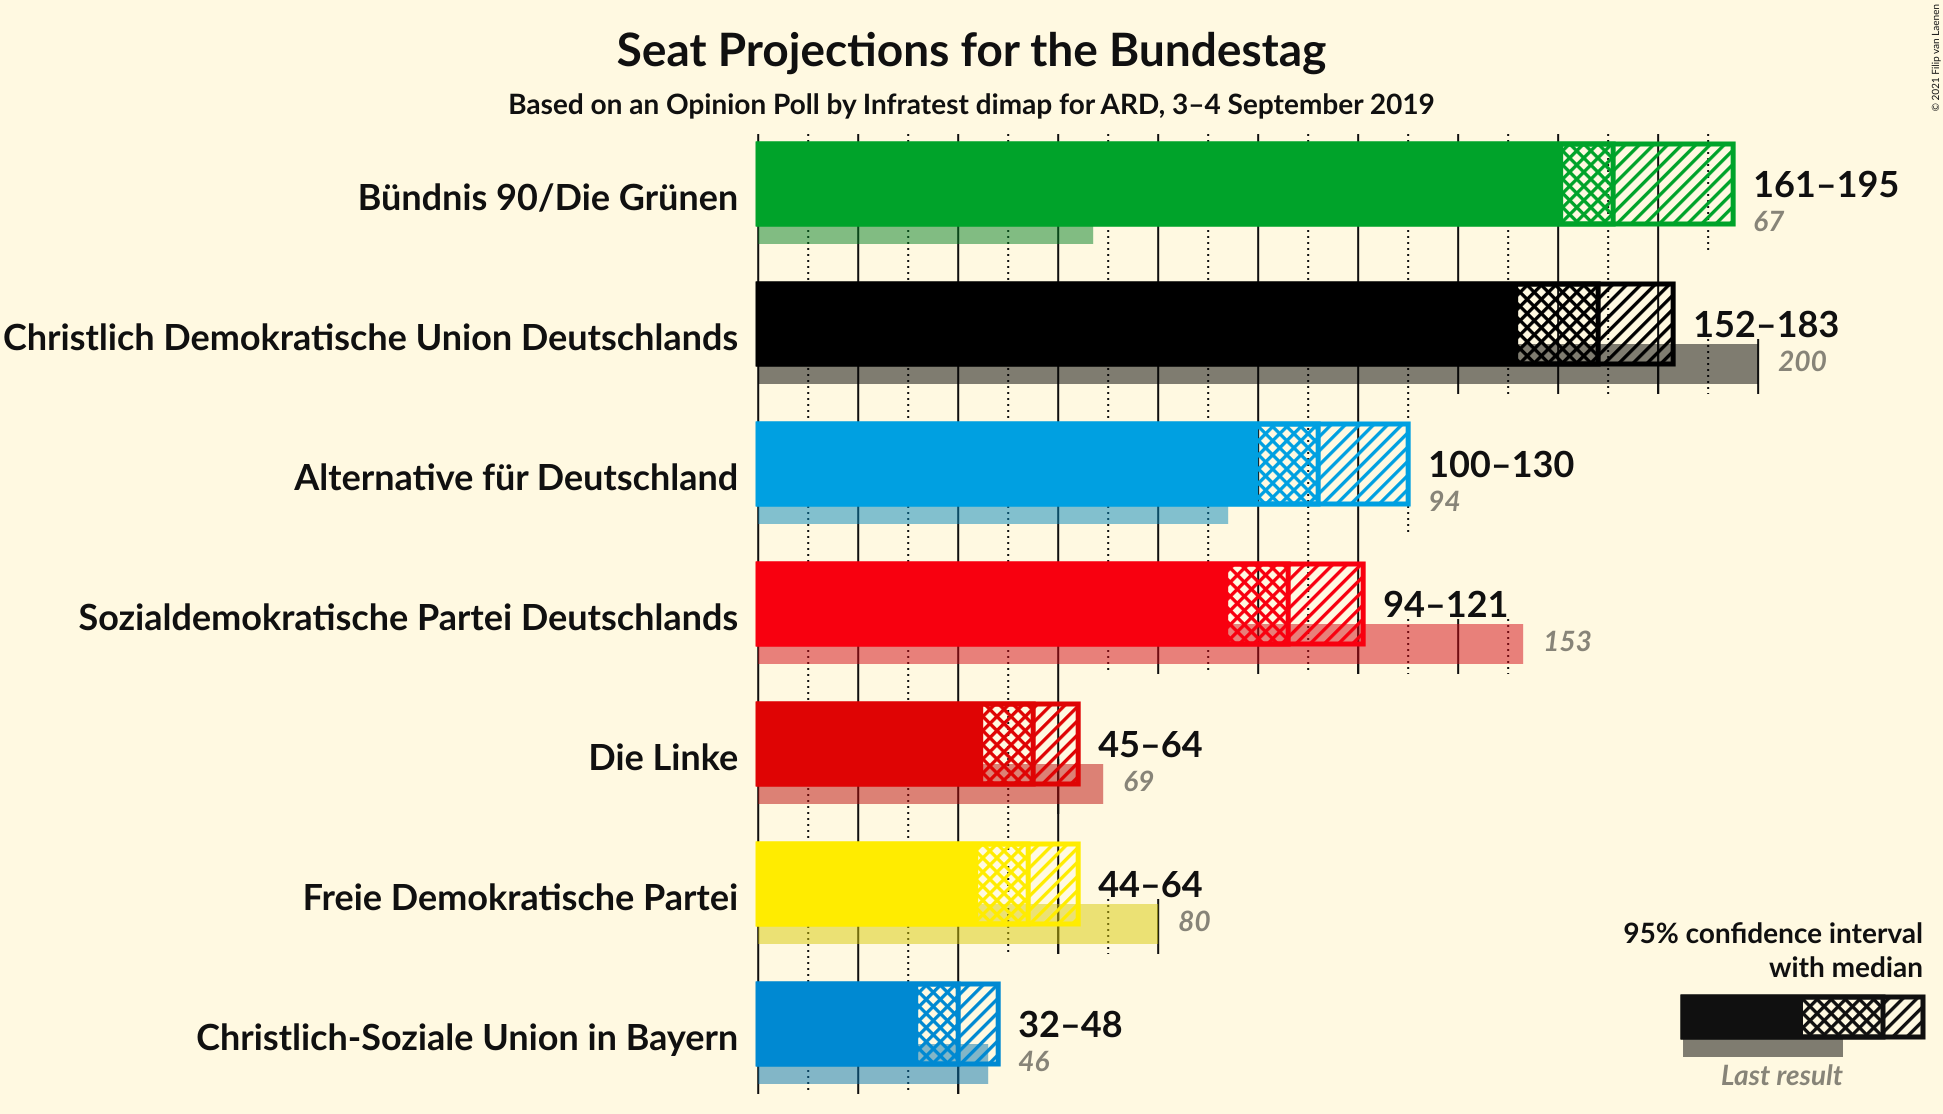 Seat Projections for the Bundestag
Based on an Opinion Poll by Infratest dimap for ARD, 3–4 September 2019
© 2021 Filip van Laenen
Bündnis 90/Die Grünen
161–195
67
Christlich Demokratische Union Deutschlands
152–183
200
Alternative für Deutschland
100–130
94
Sozialdemokratische Partei Deutschlands
94–121
153
Die Linke
45–64
69
Freie Demokratische Partei
44–64
80
Christlich-Soziale Union in Bayern
32–48
46
95% confidence interval
with median
Last result